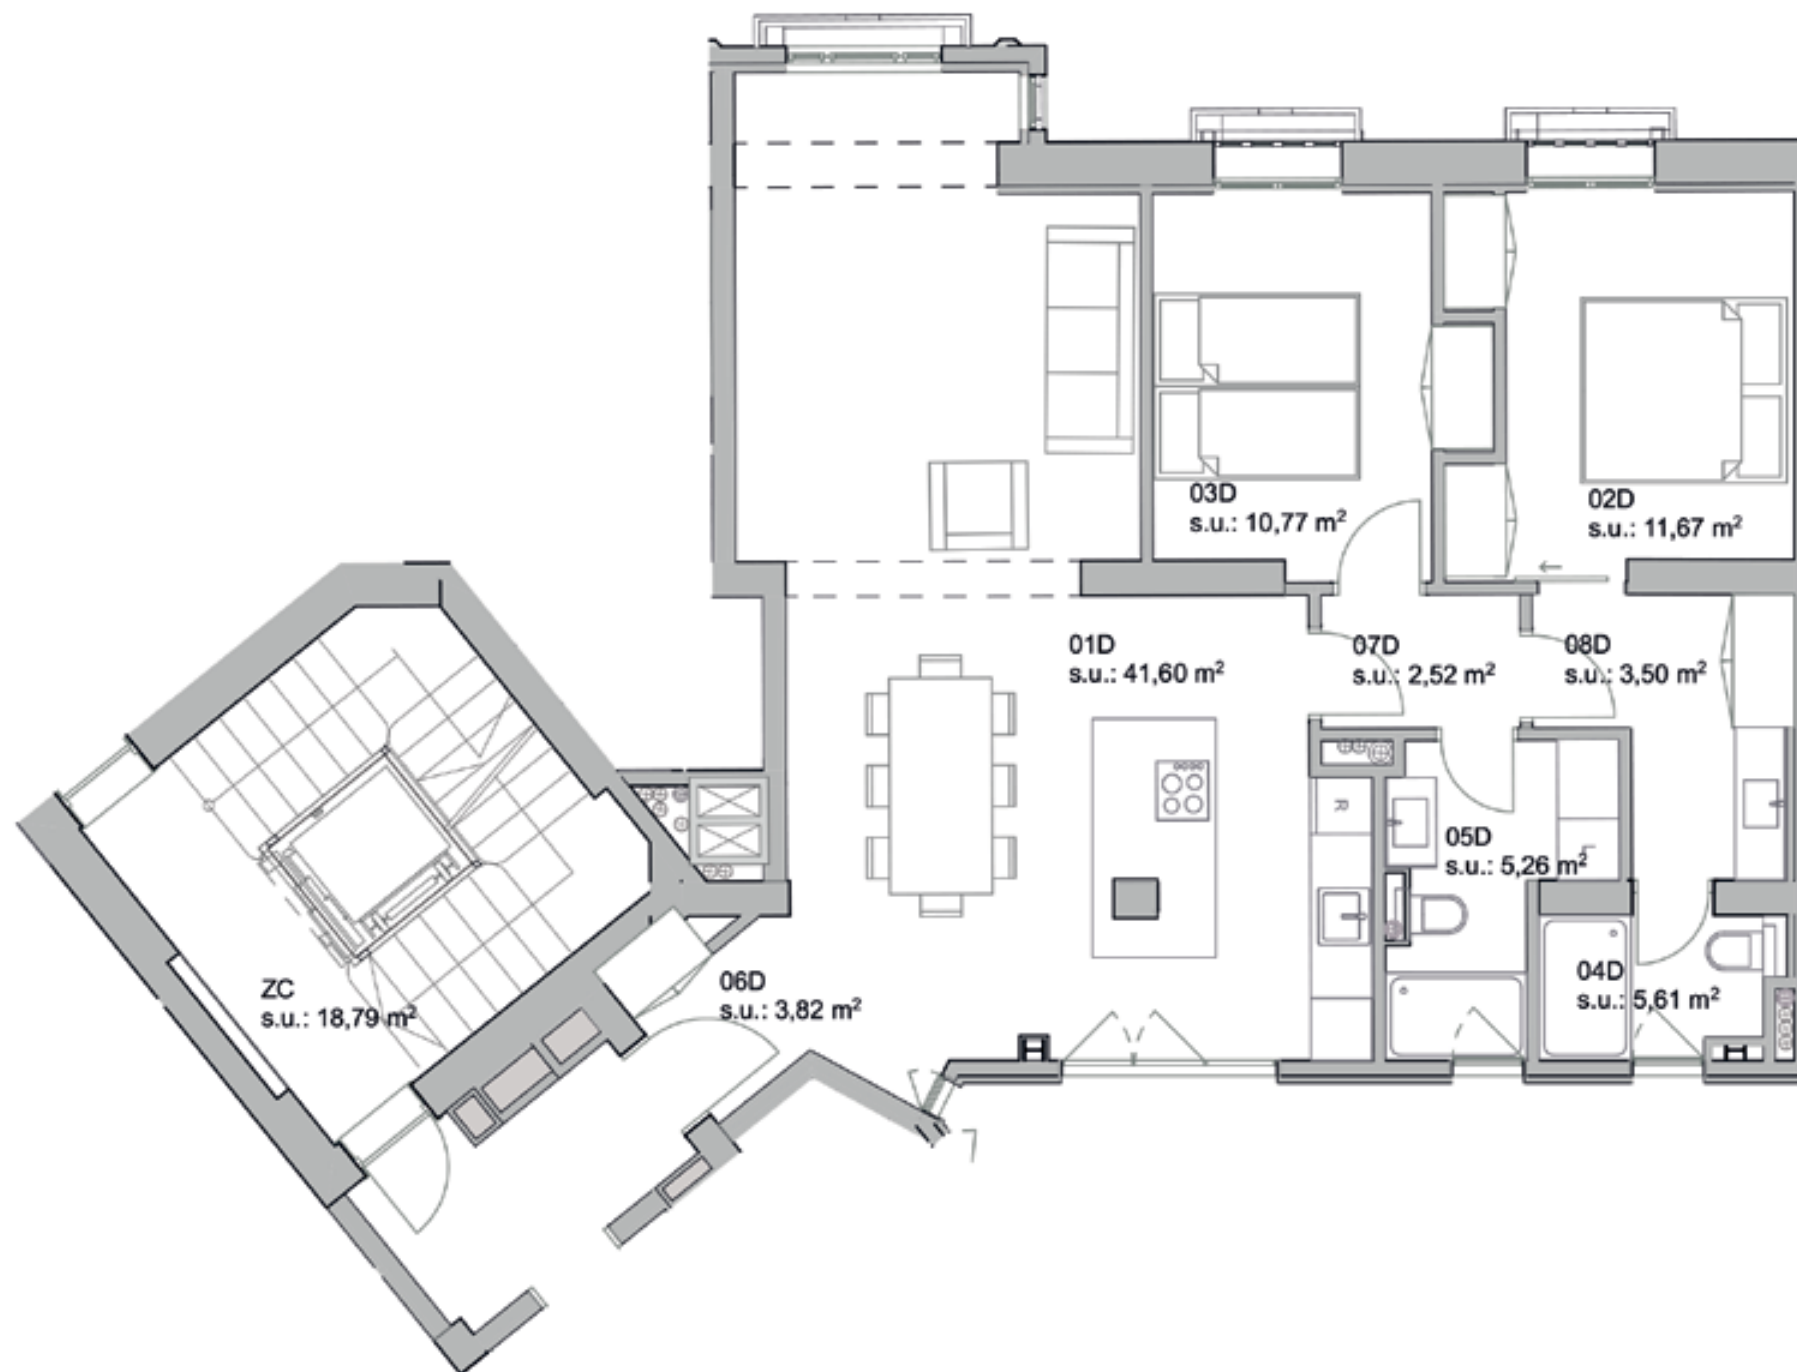 03D
s.u.: 10,77 m²
02D
s.u.: 11,67 m²
01D
s.u.: 41,60 m²
07D
s.u.: 2,52 m²
08D
s.u.: 3,50 m²
R
05D
s.u.: 5,26 m²
L
04D
s.u.: 5,61 m²
06D
s.u.: 3,82 m²
ZC
s.u.: 18,79 m²